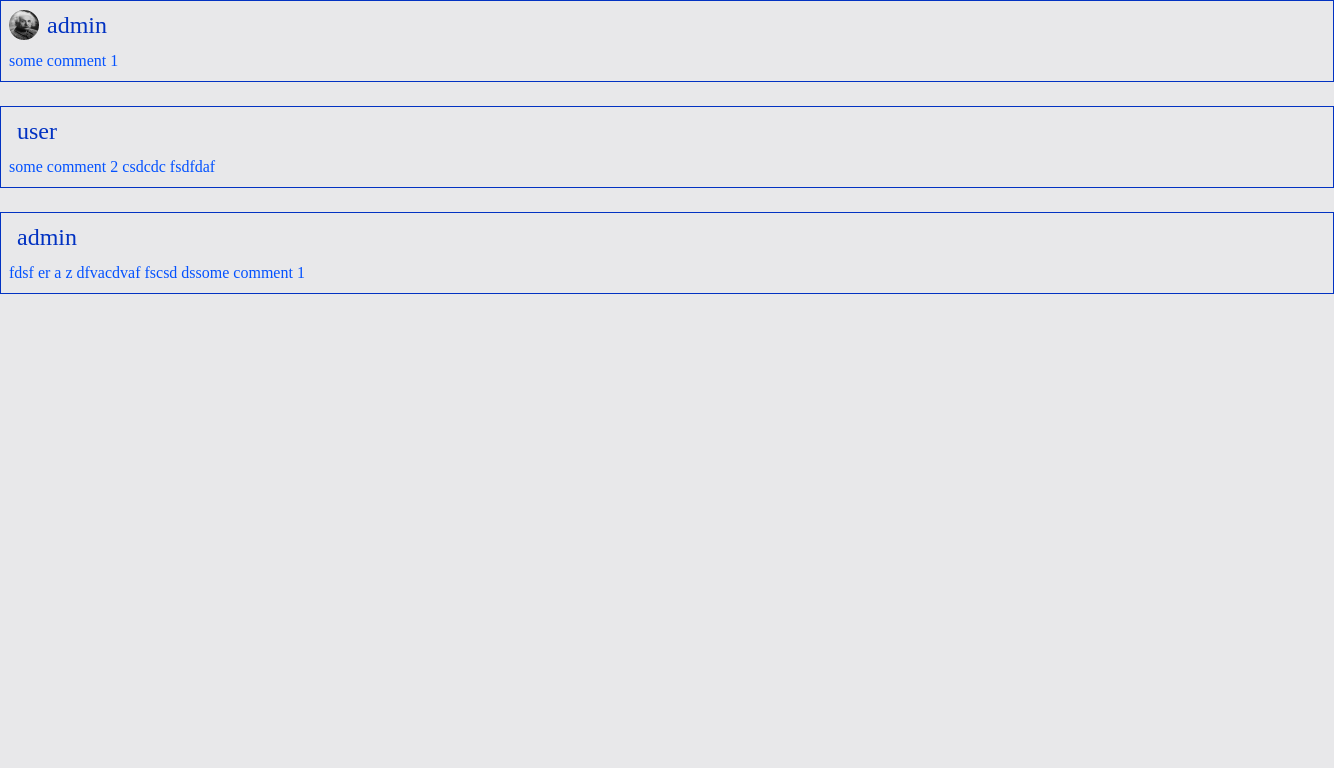 admin
some comment 1
user
some comment 2 csdcdc fsdfdaf
admin
fdsf er a z dfvacdvaf fscsd dssome comment 1